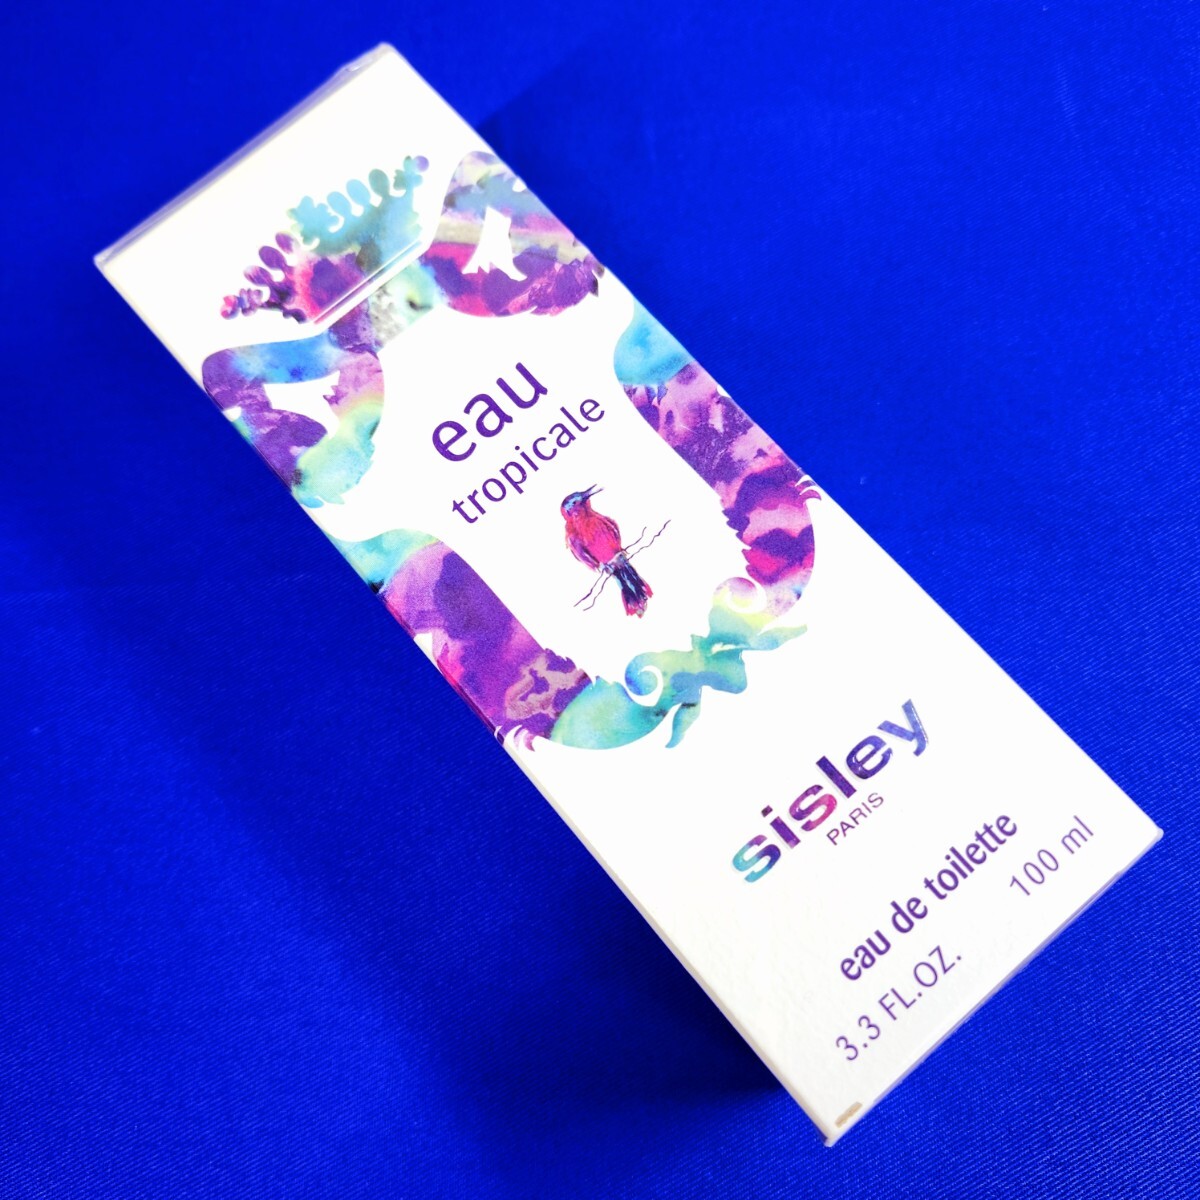 eau
tropicale
sisley
PARIS
eau de toilette
3.3 FL.OZ. 100 ml